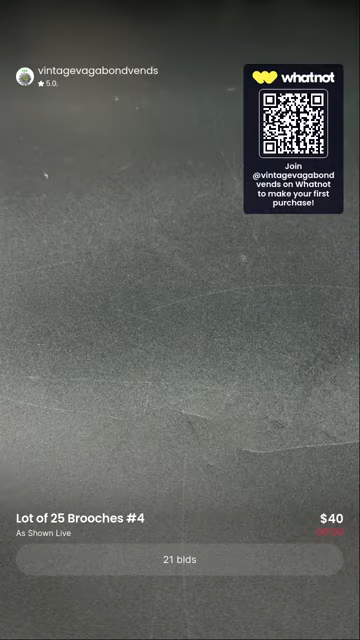 vintagevagabondvends
★ 5.0
whatnot
Join
@vintagevagabond
vends on Whatnot
to make your first
purchase!
Lot of 25 Brooches #4
$40
As Shown Live
21 bids